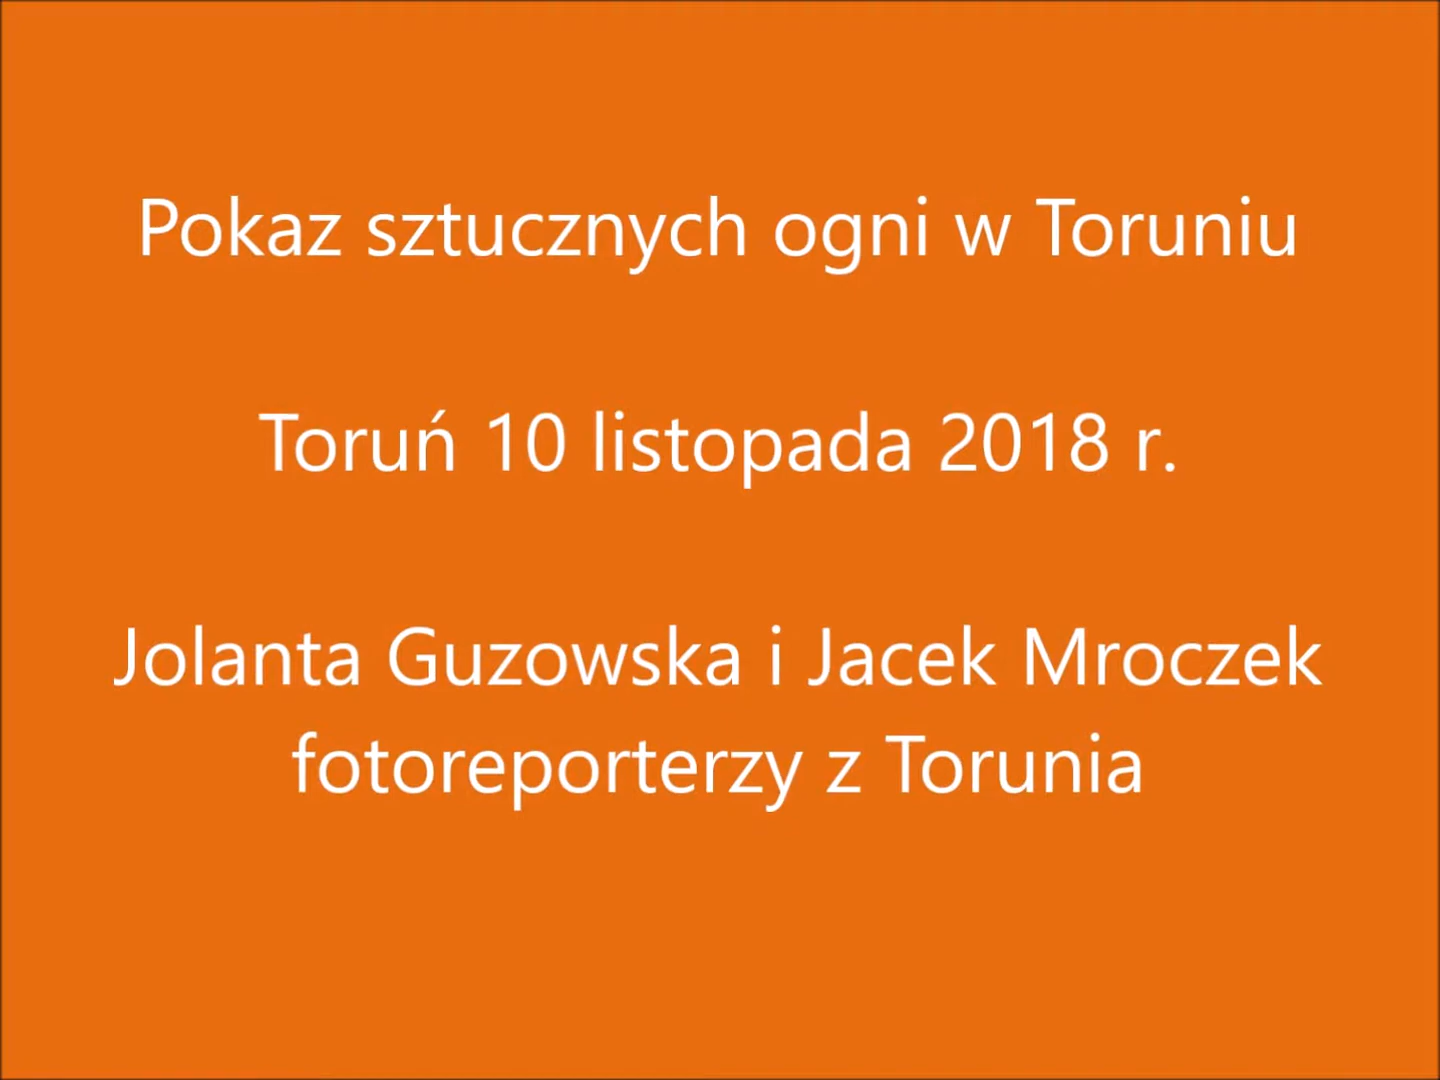 Pokaz sztucznych ogni w Toruniu
Toruń 10 listopada 2018 r.
Jolanta Guzowska i Jacek Mroczek
fotoreporterzy z Torunia